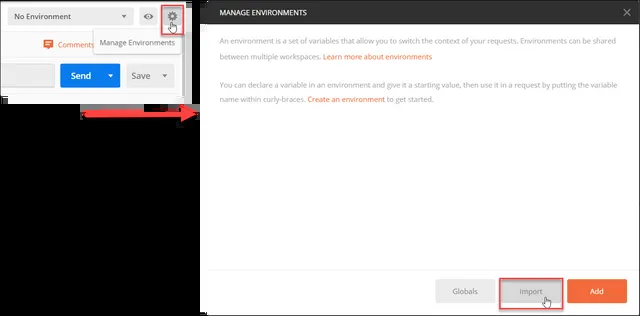 No Environment
Manage Environments
Comments
Send
Save
MANAGE ENVIRONMENTS
An environment is a set of variables that allow you to switch the context of your requests. Environments can be shared
between multiple workspaces. Learn more about environments
You can declare a variable in an environment and give it a starting value, then use it in a request by putting the variable
name within curly-braces. Create an environment to get started.
Globals
Import
Add